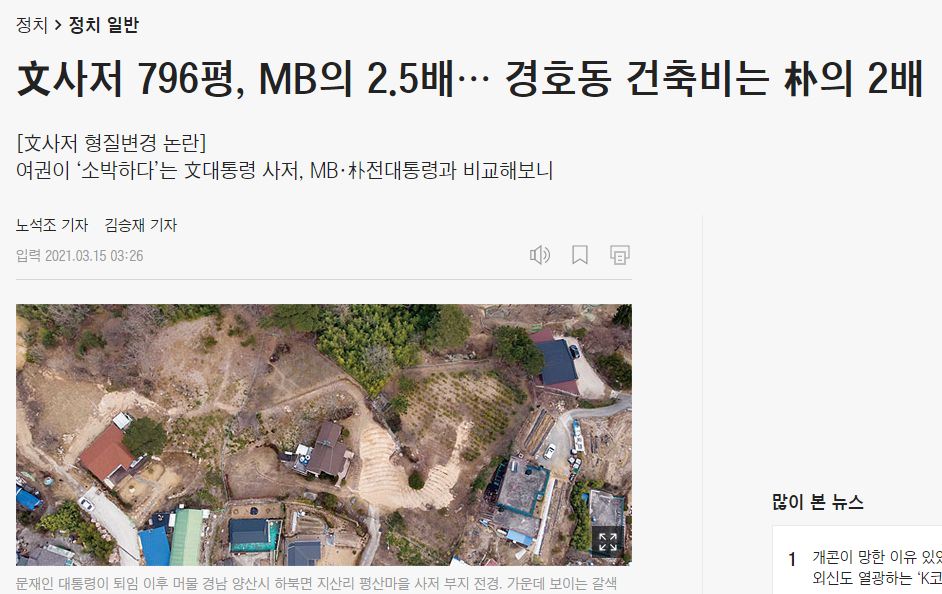 정치 > 정치 일반
文사저 796평, MB의 2.5배… 경호동 건축비는 朴의 2배
[文사저 형질변경 논란]
여권이 ‘소박하다’는 文대통령 사저, MB·朴전대통령과 비교해보니
노석조 기자 김승재 기자
입력 2021.03.15 03:26
문재인 대통령이 퇴임 이후 머물 경남 양산시 하북면 지산리 평산마을 사저 부지 전경. 가운데 보이는 갈색
많이 본 뉴스
1 개콘이 망한 이유 있었
외신도 열광하는 ‘K코